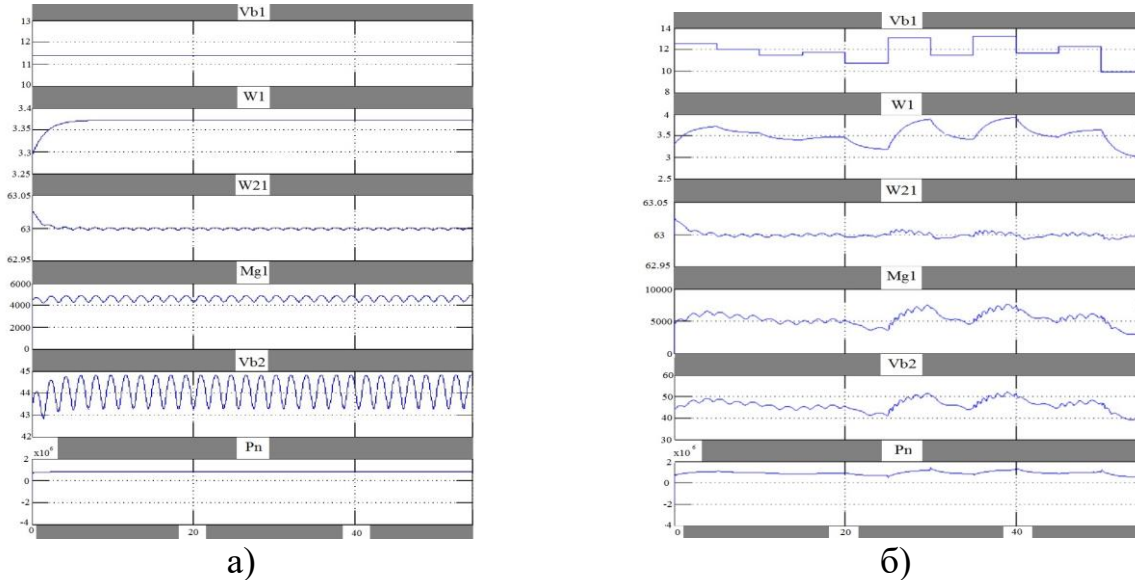 Vb1
13
12
11
10
W1
3.4
3.35
3.3
3.25
W21
63.05
63
62.95
Mg1
6000
4000
2000
0
Vb2
45
44
43
42
x10⁶
Pn
2
0
-2
-4
0 20 40
а)
Vb1
14
12
10
8
W1
4
3.5
3
2.5
W21
63.05
63
62.95
Mg1
10000
5000
0
Vb2
60
50
40
30
x10⁶
Pn
2
0
-2
-4
0 20 40
б)